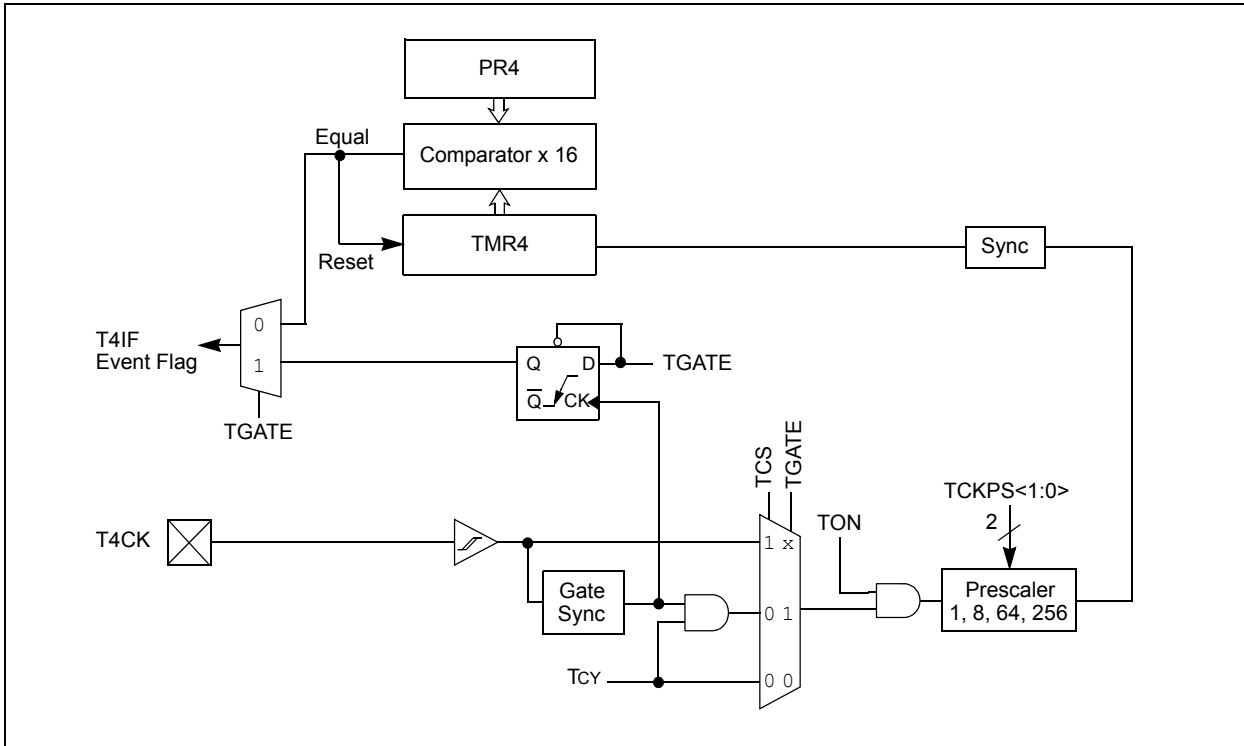 PR4
Equal
Comparator x 16
TMR4
Reset
Sync
0
T4IF
Event Flag
1
Q D
TGATE
Q̅ CK
TGATE
TCS
TGATE
TCKPS<1:0>
2
TON
T4CK
1 x
Gate
Sync
Prescaler
1, 8, 64, 256
0 1
TCY
0 0